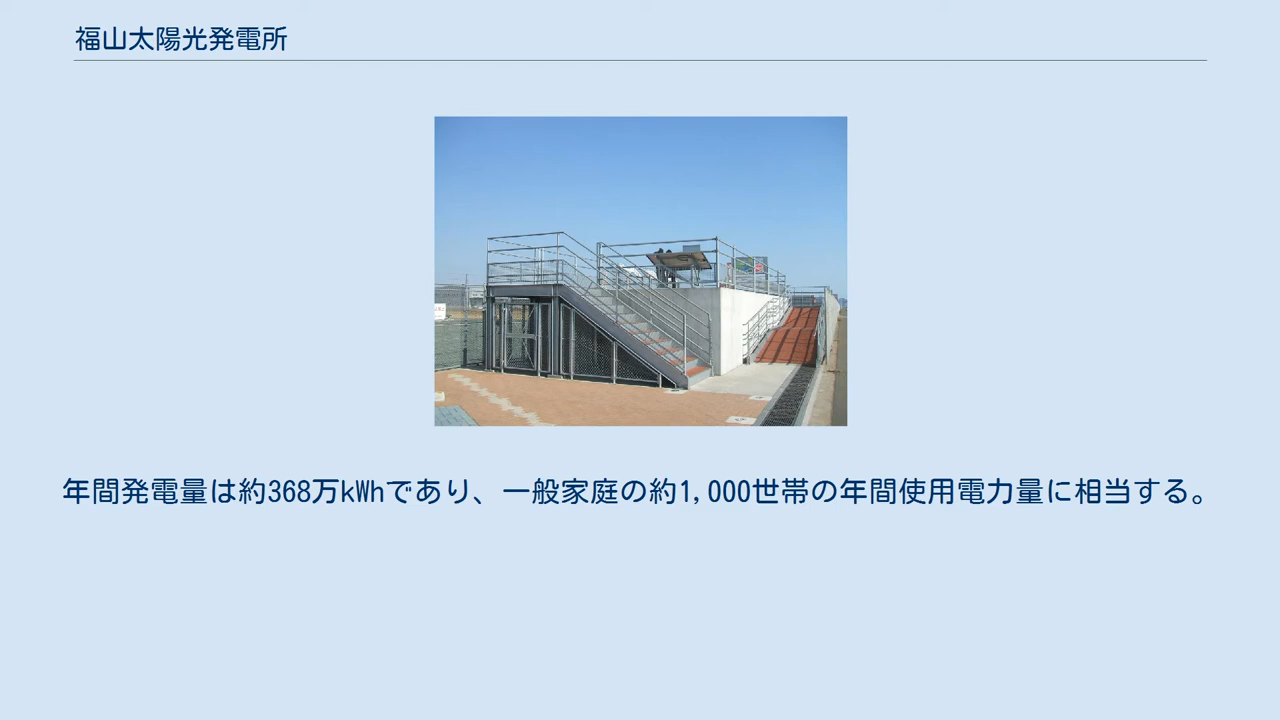 福山太陽光発電所
年間発電量は約368万kWhであり、一般家庭の約1,000世帯の年間使用電力量に相当する。